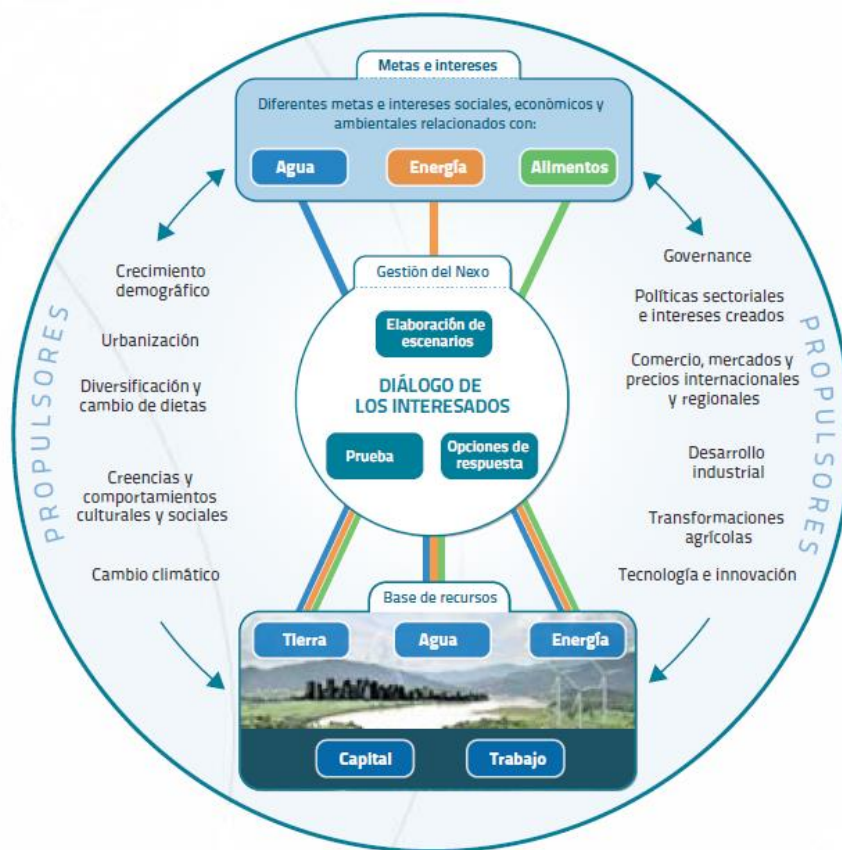 Metas e intereses
Diferentes metas e intereses sociales, económicos y
ambientales relacionados con:
Agua
Energía
Alimentos
PROPULSORES
Crecimiento
demográfico
Urbanización
Diversificación y
cambio de dietas
Creencias y
comportamientos
culturales y sociales
Cambio climático
Gestión del Nexo
Elaboración de
escenarios
DIÁLOGO DE
LOS INTERESADOS
Prueba
Opciones de
respuesta
Governance
Políticas sectoriales
e intereses creados
Comercio, mercados y
precios internacionales
y regionales
Desarrollo
industrial
Transformaciones
agrícolas
Tecnología e innovación
PROPULSORES
Base de recursos
Tierra
Agua
Energía
Capital
Trabajo